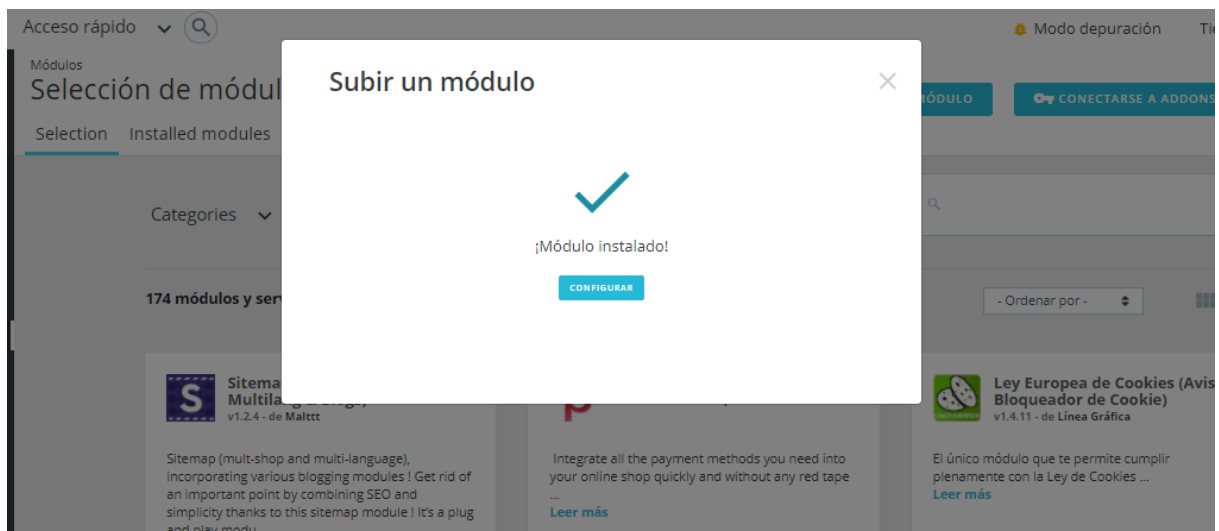 Acceso rápido
Modo depuración
Módulos
Selección de módul
Subir un módulo
ÓDULO
CONECTARSE A ADDONS
Selection Installed modules
Categories
¡Módulo instalado!
CONFIGURAR
174 módulos y ser
- Ordenar por -
S
Sitema
Multilang
v1.2.4 - de Malttt
Sitemap (mult-shop and multi-language),
incorporating various blogging modules ! Get rid of
an important point by combining SEO and
simplicity thanks to this sitemap module ! It's a plug
and play modu
Integrate all the payment methods you need into
your online shop quickly and without any red tape
...
Leer más
Ley Europea de Cookies (Avis
Bloqueador de Cookie)
v1.4.11 - de Línea Gráfica
El único módulo que te permite cumplir
plenamente con la Ley de Cookies ...
Leer más